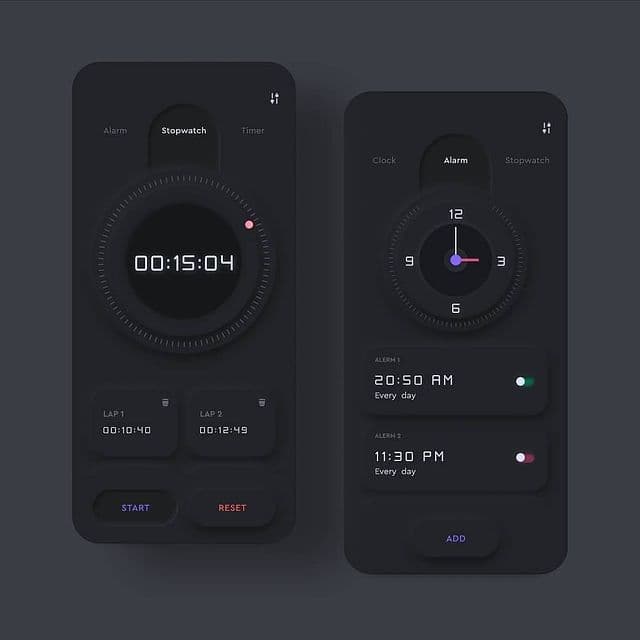 Alarm Stopwatch Timer
00:15:04
LAP 1
00:10:40
LAP 2
00:12:49
START RESET
Clock Alarm Stopwatch
12
9 3
6
ALERM 1
20:50 AM
Every day
ALERM 2
11:30 PM
Every day
ADD